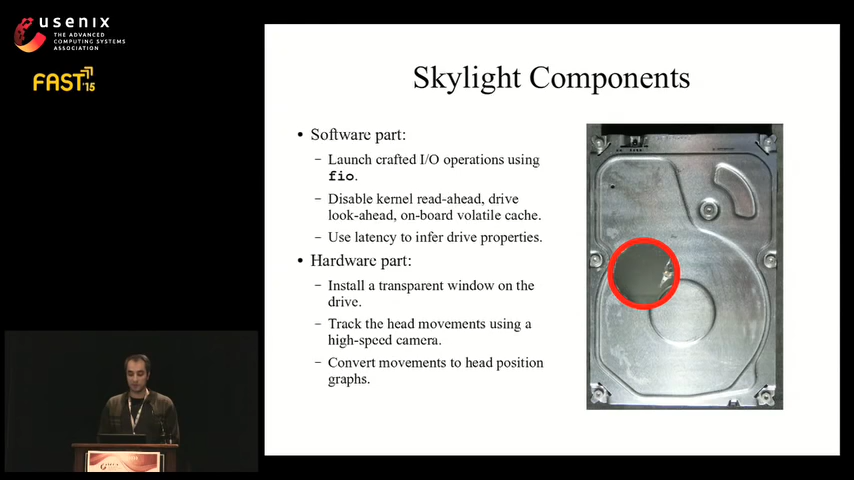 usenix
THE ADVANCED
COMPUTING SYSTEMS
ASSOCIATION
FAST '15
Skylight Components
• Software part:
– Launch crafted I/O operations using
fio.
– Disable kernel read-ahead, drive
look-ahead, on-board volatile cache.
– Use latency to infer drive properties.
• Hardware part:
– Install a transparent window on the
drive.
– Track the head movements using a
high-speed camera.
– Convert movements to head position
graphs.